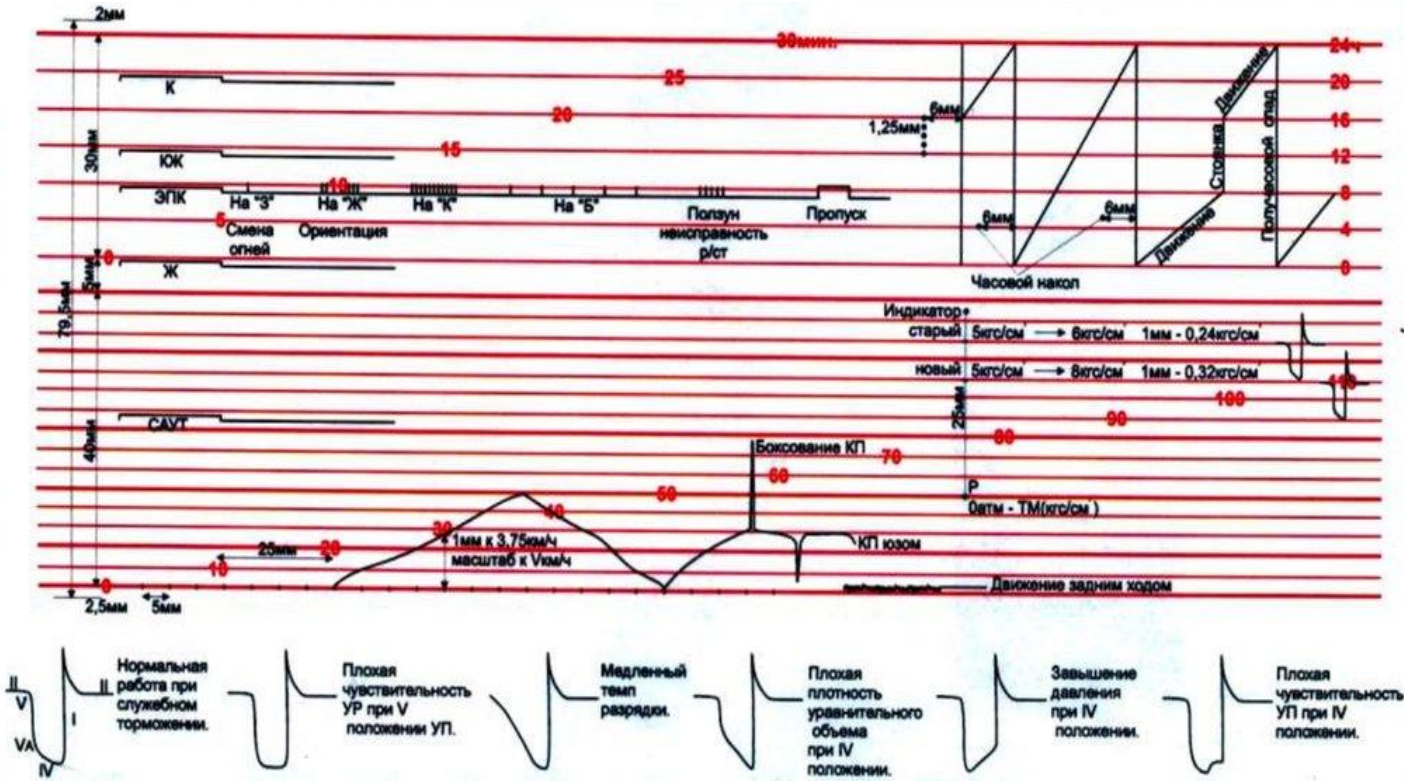 2мм
30мин.
24ч
25
20
К
20
6мм
16
1,25мм
15
12
ЮЖ
30мм
10
8
ЭПК
На "З"
На "Ж"
На "К"
На "Б"
Ползун
Пропуск
6мм
6мм
5
4
Смена
огней
Ориентация
неисправность
р/ст
Движение
Стоянка
Движение
Получасовой спад
0
0
Ж
5мм
Часовой накол
79,5мм
Индикатор
старый 5кгс/см → 6кгс/см 1мм - 0,24кгс/см
новый 5кгс/см → 8кгс/см 1мм - 0,32кгс/см
110
100
25мм
90
САУТ
40мм
80
Боксование КП
70
60
50
Р
0атм - ТМ(кгс/см )
40
30
1мм к 3,75км/ч
масштаб к Vкм/ч
КП юзом
25мм
20
10
0
Движение задним ходом
2,5мм
5мм
II
V
VА
IV
I
II
Нормальная
работа при
служебном
торможении.
Плохая
чувствительность
УР при V
положении УП.
Медленный
темп
разрядки.
Плохая
плотность
уравнительного
объема
при IV
положении.
Завышение
давления
при IV
положении.
Плохая
чувствительность
УП при IV
положении.